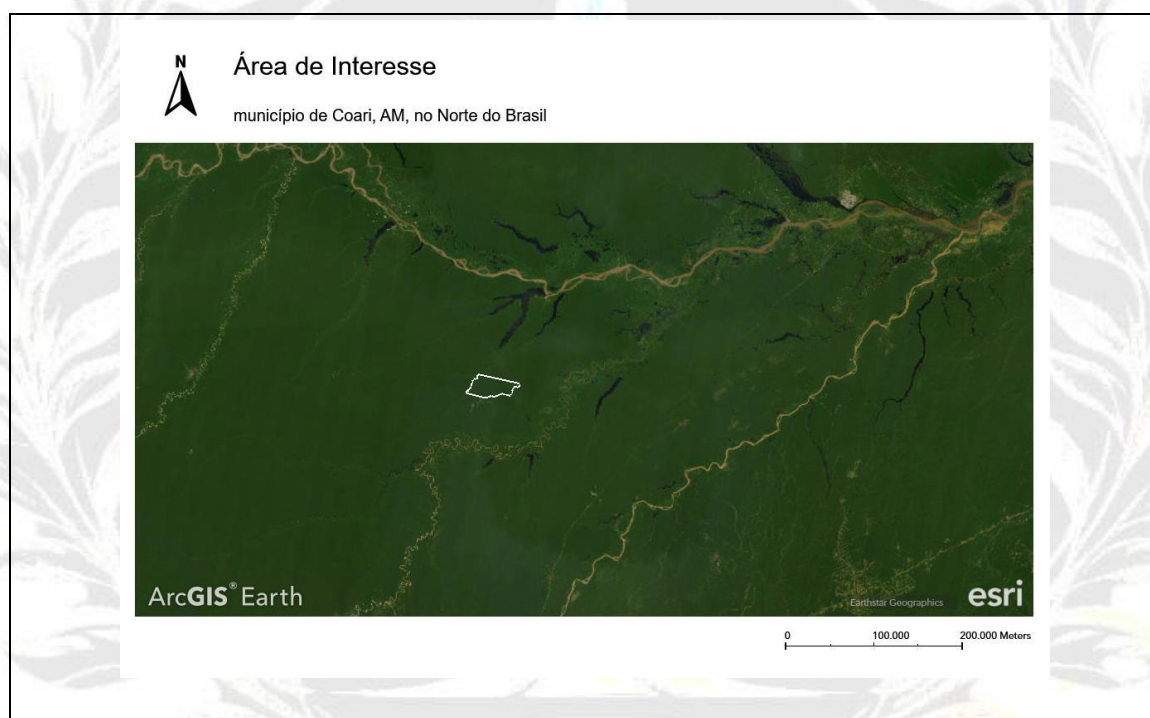 N
Área de Interesse
município de Coari, AM, no Norte do Brasil
ArcGIS® Earth
Earthstar Geographics
esri
0 100.000 200.000 Meters